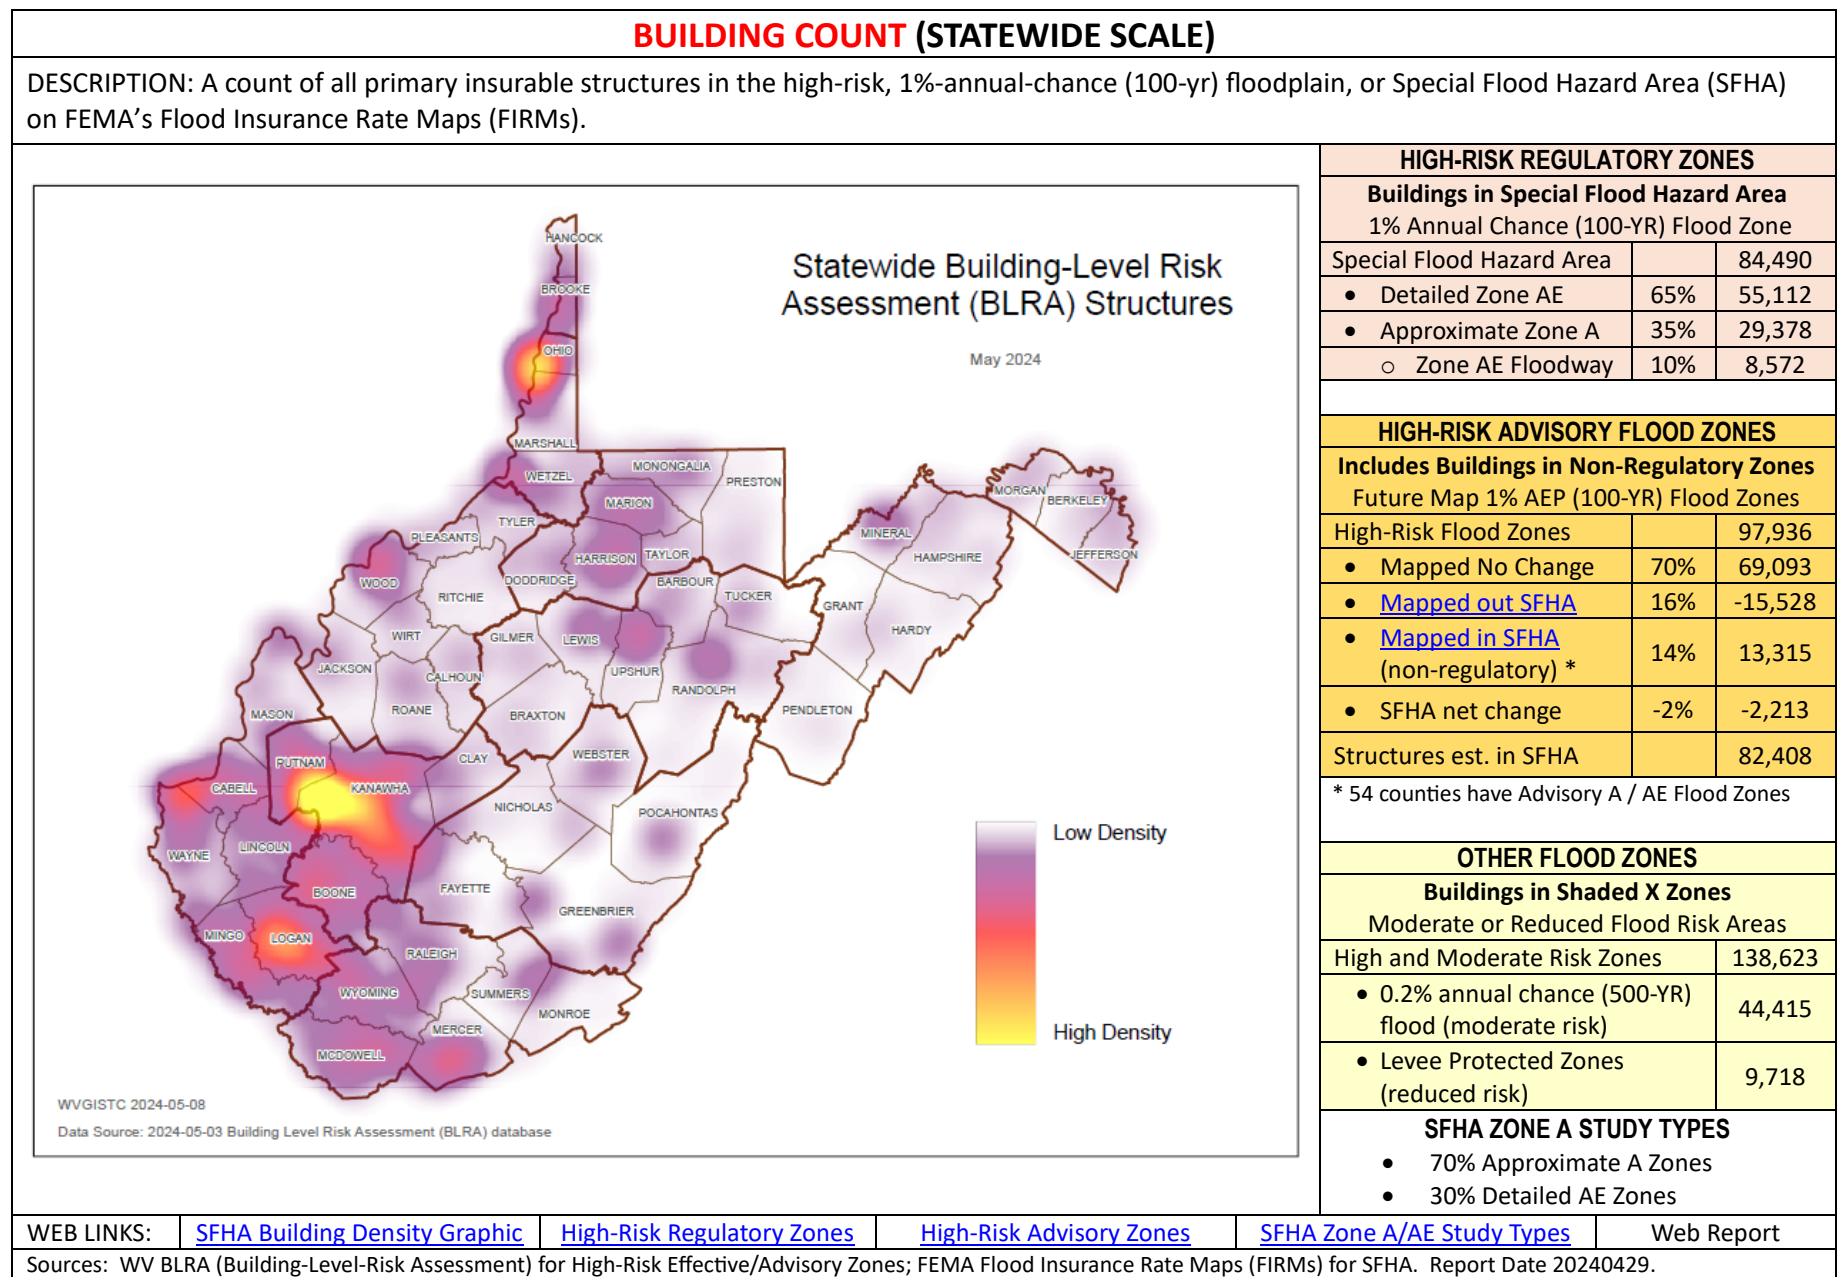 BUILDING COUNT (STATEWIDE SCALE)
DESCRIPTION: A count of all primary insurable structures in the high-risk, 1%-annual-chance (100-yr) floodplain, or Special Flood Hazard Area (SFHA)
on FEMA's Flood Insurance Rate Maps (FIRMs).
Statewide Building-Level Risk
Assessment (BLRA) Structures
May 2024
HANCOCK
BROOKE
OHIO
MARSHALL
WETZEL
MONONGALIA
PRESTON
MARION
TYLER
PLEASANTS
HARRISON
TAYLOR
DODDRIDGE
BARBOUR
WOOD
RITCHIE
TUCKER
MORGAN
BERKELEY
JEFFERSON
MINERAL
HAMPSHIRE
GRANT
HARDY
WIRT
GILMER
LEWIS
UPSHUR
JACKSON
CALHOUN
RANDOLPH
ROANE
BRAXTON
PENDLETON
MASON
WEBSTER
CLAY
PUTNAM
CABELL
KANAWHA
NICHOLAS
POCAHONTAS
LINCOLN
WAYNE
BOONE
FAYETTE
GREENBRIER
MINGO
LOGAN
RALEIGH
WYOMING
SUMMERS
MONROE
MERCER
MCDOWELL
Low Density
High Density
WVGISTC 2024-05-08
Data Source: 2024-05-03 Building Level Risk Assessment (BLRA) database
HIGH-RISK REGULATORY ZONES
Buildings in Special Flood Hazard Area
1% Annual Chance (100-YR) Flood Zone
Special Flood Hazard Area 84,490
• Detailed Zone AE 65% 55,112
• Approximate Zone A 35% 29,378
o Zone AE Floodway 10% 8,572
HIGH-RISK ADVISORY FLOOD ZONES
Includes Buildings in Non-Regulatory Zones
Future Map 1% AEP (100-YR) Flood Zones
High-Risk Flood Zones 97,936
• Mapped No Change 70% 69,093
• Mapped out SFHA 16% -15,528
• Mapped in SFHA
(non-regulatory) * 14% 13,315
• SFHA net change -2% -2,213
Structures est. in SFHA 82,408
* 54 counties have Advisory A / AE Flood Zones
OTHER FLOOD ZONES
Buildings in Shaded X Zones
Moderate or Reduced Flood Risk Areas
High and Moderate Risk Zones 138,623
• 0.2% annual chance (500-YR)
flood (moderate risk) 44,415
• Levee Protected Zones
(reduced risk) 9,718
SFHA ZONE A STUDY TYPES
• 70% Approximate A Zones
• 30% Detailed AE Zones
WEB LINKS: SFHA Building Density Graphic High-Risk Regulatory Zones High-Risk Advisory Zones SFHA Zone A/AE Study Types Web Report
Sources: WV BLRA (Building-Level-Risk Assessment) for High-Risk Effective/Advisory Zones; FEMA Flood Insurance Rate Maps (FIRMs) for SFHA. Report Date 20240429.